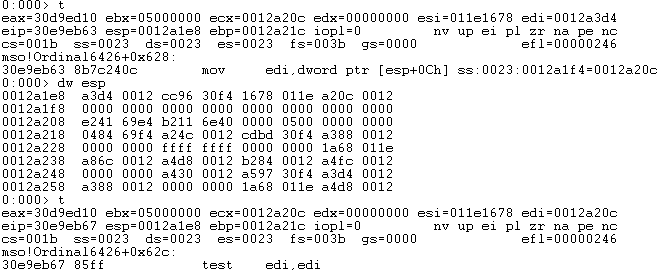 0:000> t
eax=30d9ed10 ebx=05000000 ecx=0012a20c edx=00000000 esi=011e1678 edi=0012a3d4
eip=30e9eb63 esp=0012a1e8 ebp=0012a21c iopl=0         nv up ei pl zr na pe nc
cs=001b  ss=0023  ds=0023  es=0023  fs=003b  gs=0000             efl=00000246
mso!Ordinal6426+0x628:
30e9eb63 8b7c240c        mov     edi,dword ptr [esp+0Ch] ss:0023:0012a1f4=0012a20c
0:000> dw esp
0012a1e8  a3d4 0012 cc96 30f4 1678 011e a20c 0012
0012a1f8  0000 0000 0000 0000 0000 0000 0000 0000
0012a208  e241 69e4 b211 6e40 0000 0500 0000 0000
0012a218  0484 69f4 a24c 0012 cdbd 30f4 a388 0012
0012a228  0000 0000 ffff ffff 0000 0000 1a68 011e
0012a238  a86c 0012 a4d8 0012 b284 0012 a4fc 0012
0012a248  0000 0000 a430 0012 a597 30f4 a3d4 0012
0012a258  a388 0012 0000 0000 1a68 011e a4d8 0012
0:000> t
eax=30d9ed10 ebx=05000000 ecx=0012a20c edx=00000000 esi=011e1678 edi=0012a20c
eip=30e9eb67 esp=0012a1e8 ebp=0012a21c iopl=0         nv up ei pl zr na pe nc
cs=001b  ss=0023  ds=0023  es=0023  fs=003b  gs=0000             efl=00000246
mso!Ordinal6426+0x62c:
30e9eb67 85ff            test    edi,edi